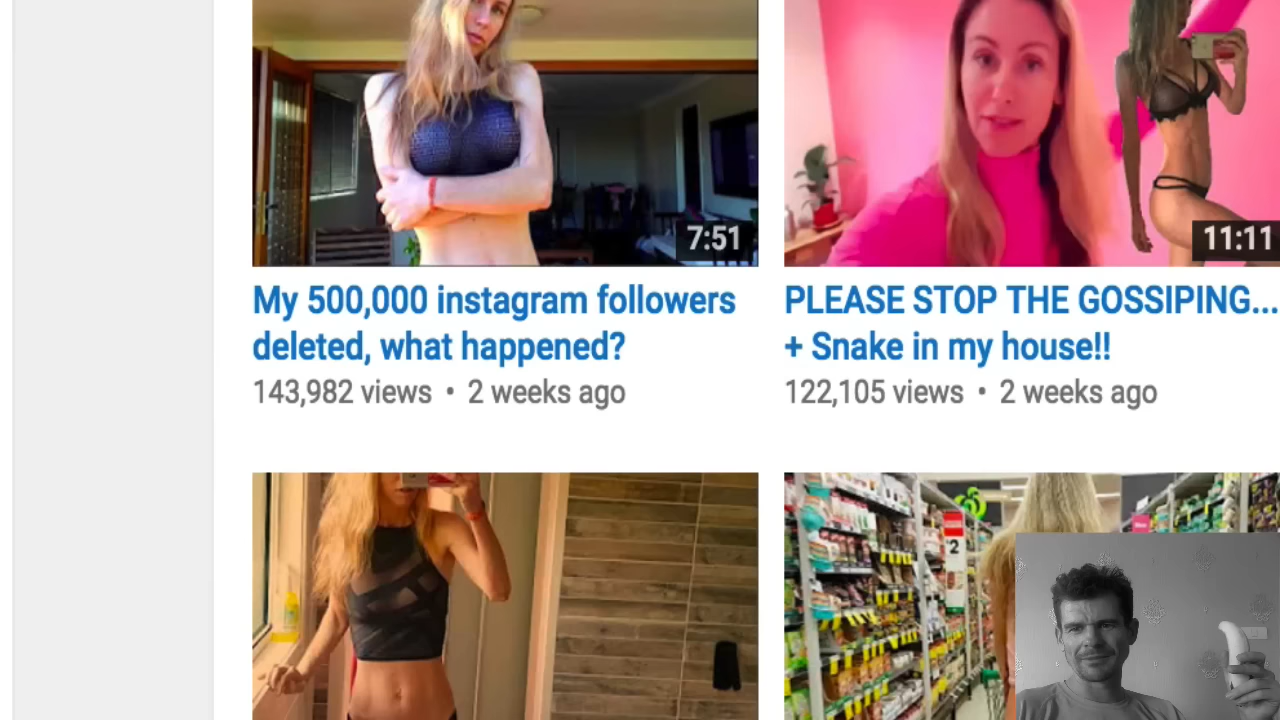 7:51
11:11
My 500,000 instagram followers
deleted, what happened?
143,982 views • 2 weeks ago
PLEASE STOP THE GOSSIPING...
+ Snake in my house!!
122,105 views • 2 weeks ago
2